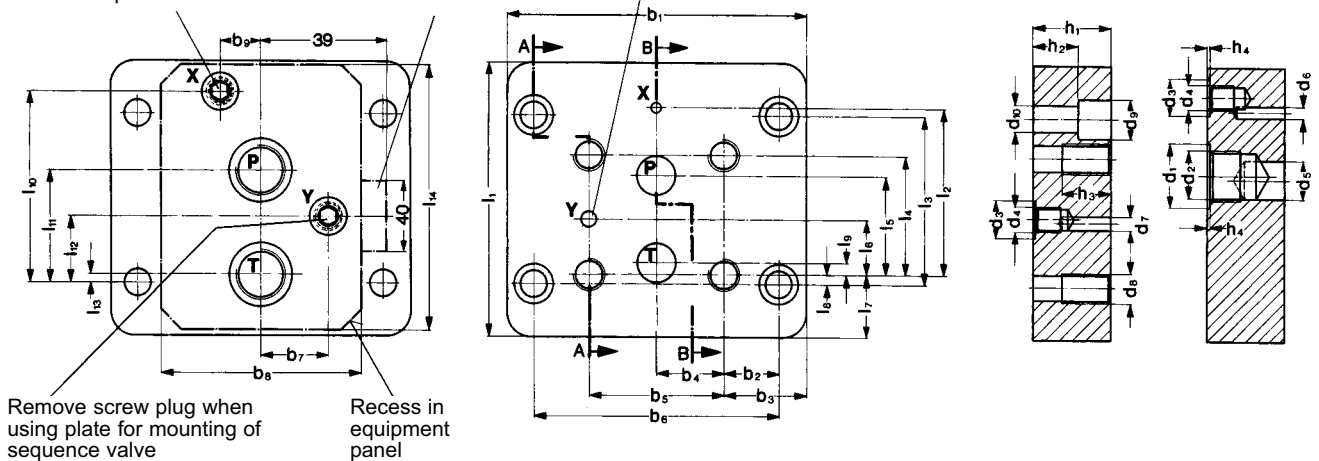 b₁
A
B
b₉
39
X
X
P
P
l₁₀
l₁₁
l₁₂
l₁₃
Y
Y
40
l₁₄
l₁
T
T
l₉
l₆
l₅
l₄
l₃
l₂
l₈
l₇
b₇
b₈
A
B
b₄
b₂
b₅
b₃
b₆
h₁
h₂
h₄
d₃
d₄
d₆
d₁₀
d₉
h₃
d₁
d₂
d₅
d₃
d₄
d₇
h₄
d₈
Remove screw plug when
using plate for mounting of
sequence valve
Recess in
equipment
panel